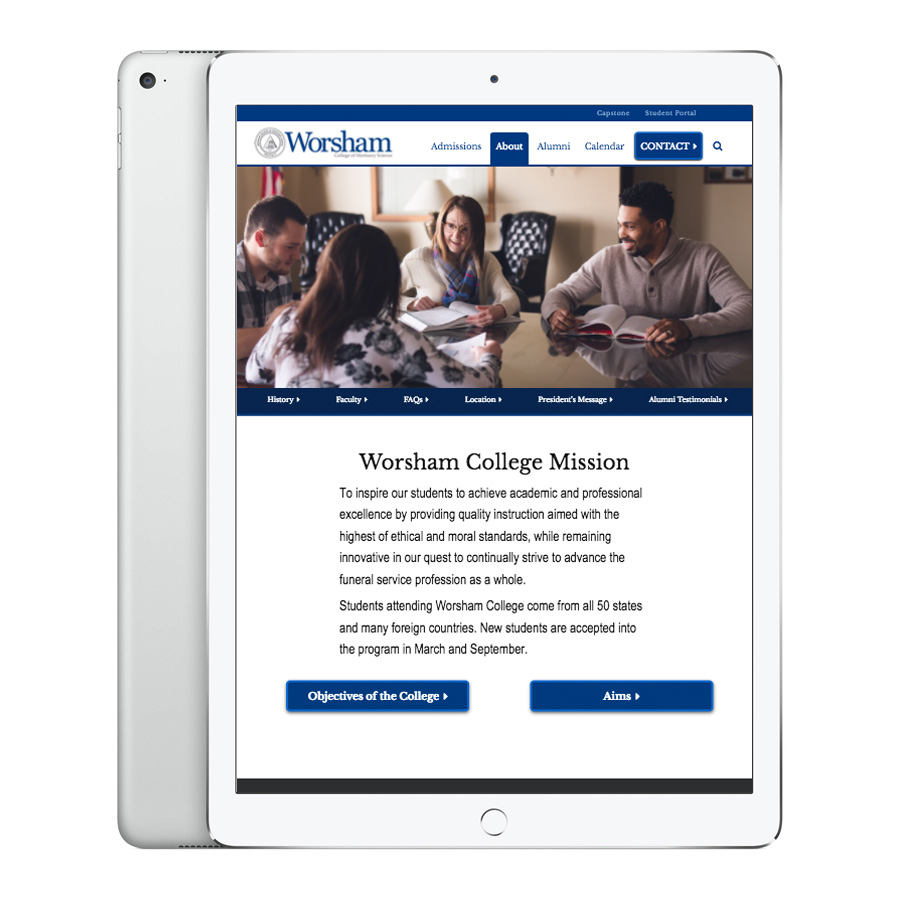 Capstone Student Portal
Worsham
College of Mortuary Science
Admissions About Alumni Calendar CONTACT
History Faculty FAQs Location President's Message Alumni Testimonials
Worsham College Mission
To inspire our students to achieve academic and professional
excellence by providing quality instruction aimed with the
highest of ethical and moral standards, while remaining
innovative in our quest to continually strive to advance the
funeral service profession as a whole.
Students attending Worsham College come from all 50 states
and many foreign countries. New students are accepted into
the program in March and September.
Objectives of the College Aims